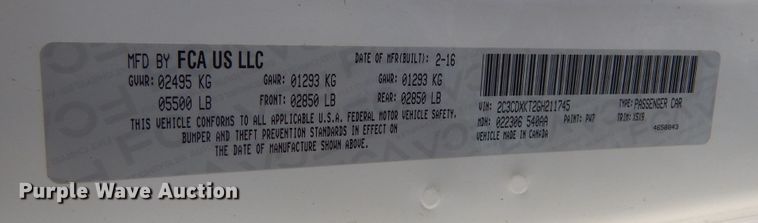 MFD BY FCA US LLC DATE OF MFR(BUILT): 2-16
GVWR: 02495 KG GAWR: 01293 KG GAWR: 01293 KG
05500 LB FRONT: 02850 LB REAR: 02850 LB
THIS VEHICLE CONFORMS TO ALL APPLICABLE U.S.A. FEDERAL MOTOR VEHICLE SAFETY,
BUMPER AND THEFT PREVENTION STANDARDS IN EFFECT ON
THE DATE OF MANUFACTURE SHOWN ABOVE.
VIN: 2C3CDXKT2GH211745 TYPE: PASSENGER CAR
MDH: 022306 540AA PAINT: PW7 TRIM: X5X9
VEHICLE MADE IN CANADA 4650843
Purple Wave Auction